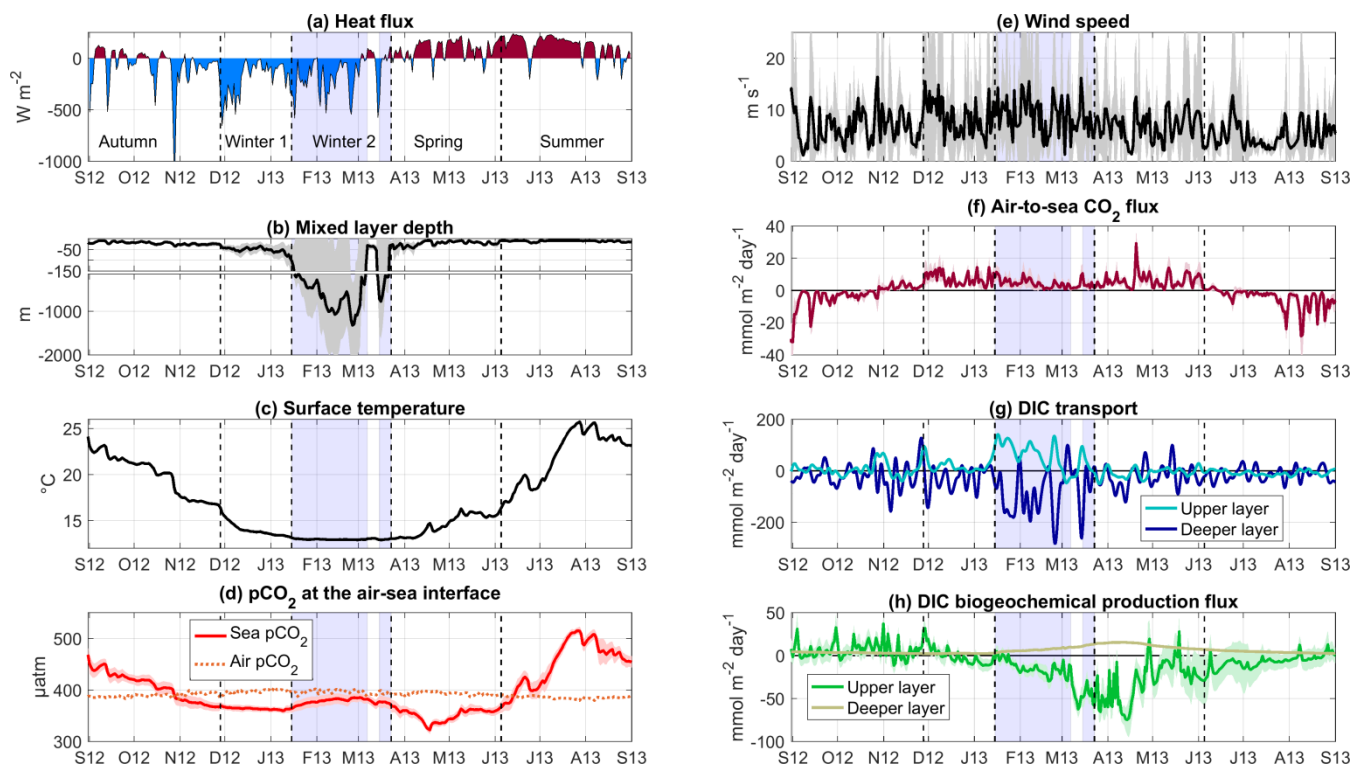 (a) Heat flux
0
-500
-1000
W m-2
Autumn
Winter 1
Winter 2
Spring
Summer
S12 O12 N12 D12 J13 F13 M13 A13 M13 J13 J13 A13 S13
(b) Mixed layer depth
-50
-150
-1000
-2000
m
S12 O12 N12 D12 J13 F13 M13 A13 M13 J13 J13 A13 S13
(c) Surface temperature
25
20
15
°C
S12 O12 N12 D12 J13 F13 M13 A13 M13 J13 J13 A13 S13
(d) pCO2 at the air-sea interface
500
400
300
µatm
Sea pCO2
Air pCO2
S12 O12 N12 D12 J13 F13 M13 A13 M13 J13 J13 A13 S13
(e) Wind speed
20
10
0
m s-1
S12 O12 N12 D12 J13 F13 M13 A13 M13 J13 J13 A13 S13
(f) Air-to-sea CO2 flux
40
20
0
-20
-40
mmol m-2 day-1
S12 O12 N12 D12 J13 F13 M13 A13 M13 J13 J13 A13 S13
(g) DIC transport
200
0
-200
mmol m-2 day-1
Upper layer
Deeper layer
S12 O12 N12 D12 J13 F13 M13 A13 M13 J13 J13 A13 S13
(h) DIC biogeochemical production flux
50
0
-50
-100
mmol m-2 day-1
Upper layer
Deeper layer
S12 O12 N12 D12 J13 F13 M13 A13 M13 J13 J13 A13 S13